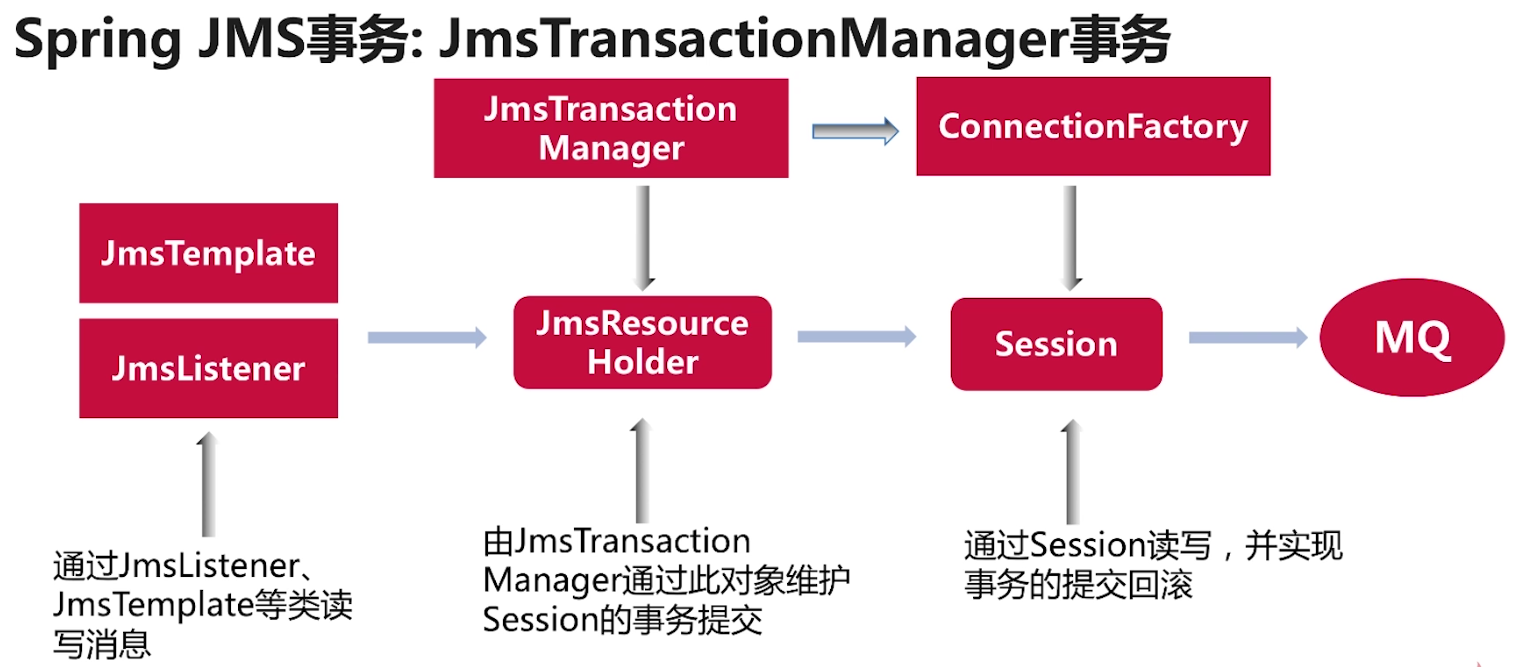 Spring JMS事务: JmsTransactionManager事务
JmsTransaction
Manager
ConnectionFactory
JmsTemplate
JmsListener
JmsResource
Holder
Session
MQ
通过JmsListener、
JmsTemplate等类读
写消息
由JmsTransaction
Manager通过此对象维护
Session的事务提交
通过Session读写，并实现
事务的提交回滚